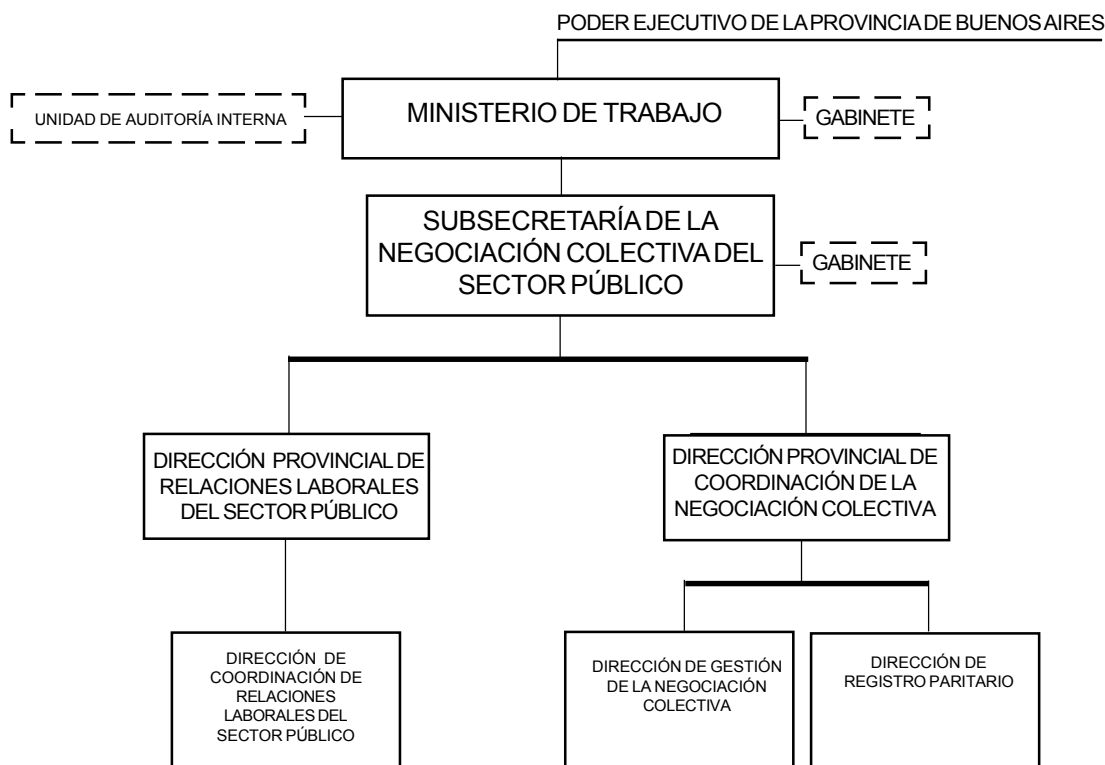 PODER EJECUTIVO DE LA PROVINCIA DE BUENOS AIRES
UNIDAD DE AUDITORÍA INTERNA
MINISTERIO DE TRABAJO
GABINETE
SUBSECRETARÍA DE LA
NEGOCIACIÓN COLECTIVA DEL
SECTOR PÚBLICO
GABINETE
DIRECCIÓN PROVINCIAL DE
RELACIONES LABORALES
DEL SECTOR PÚBLICO
DIRECCIÓN PROVINCIAL DE
COORDINACIÓN DE LA
NEGOCIACIÓN COLECTIVA
DIRECCIÓN DE
COORDINACIÓN DE
RELACIONES
LABORALES DEL
SECTOR PÚBLICO
DIRECCIÓN DE GESTIÓN
DE LA NEGOCIACIÓN
COLECTIVA
DIRECCIÓN DE
REGISTRO PARITARIO